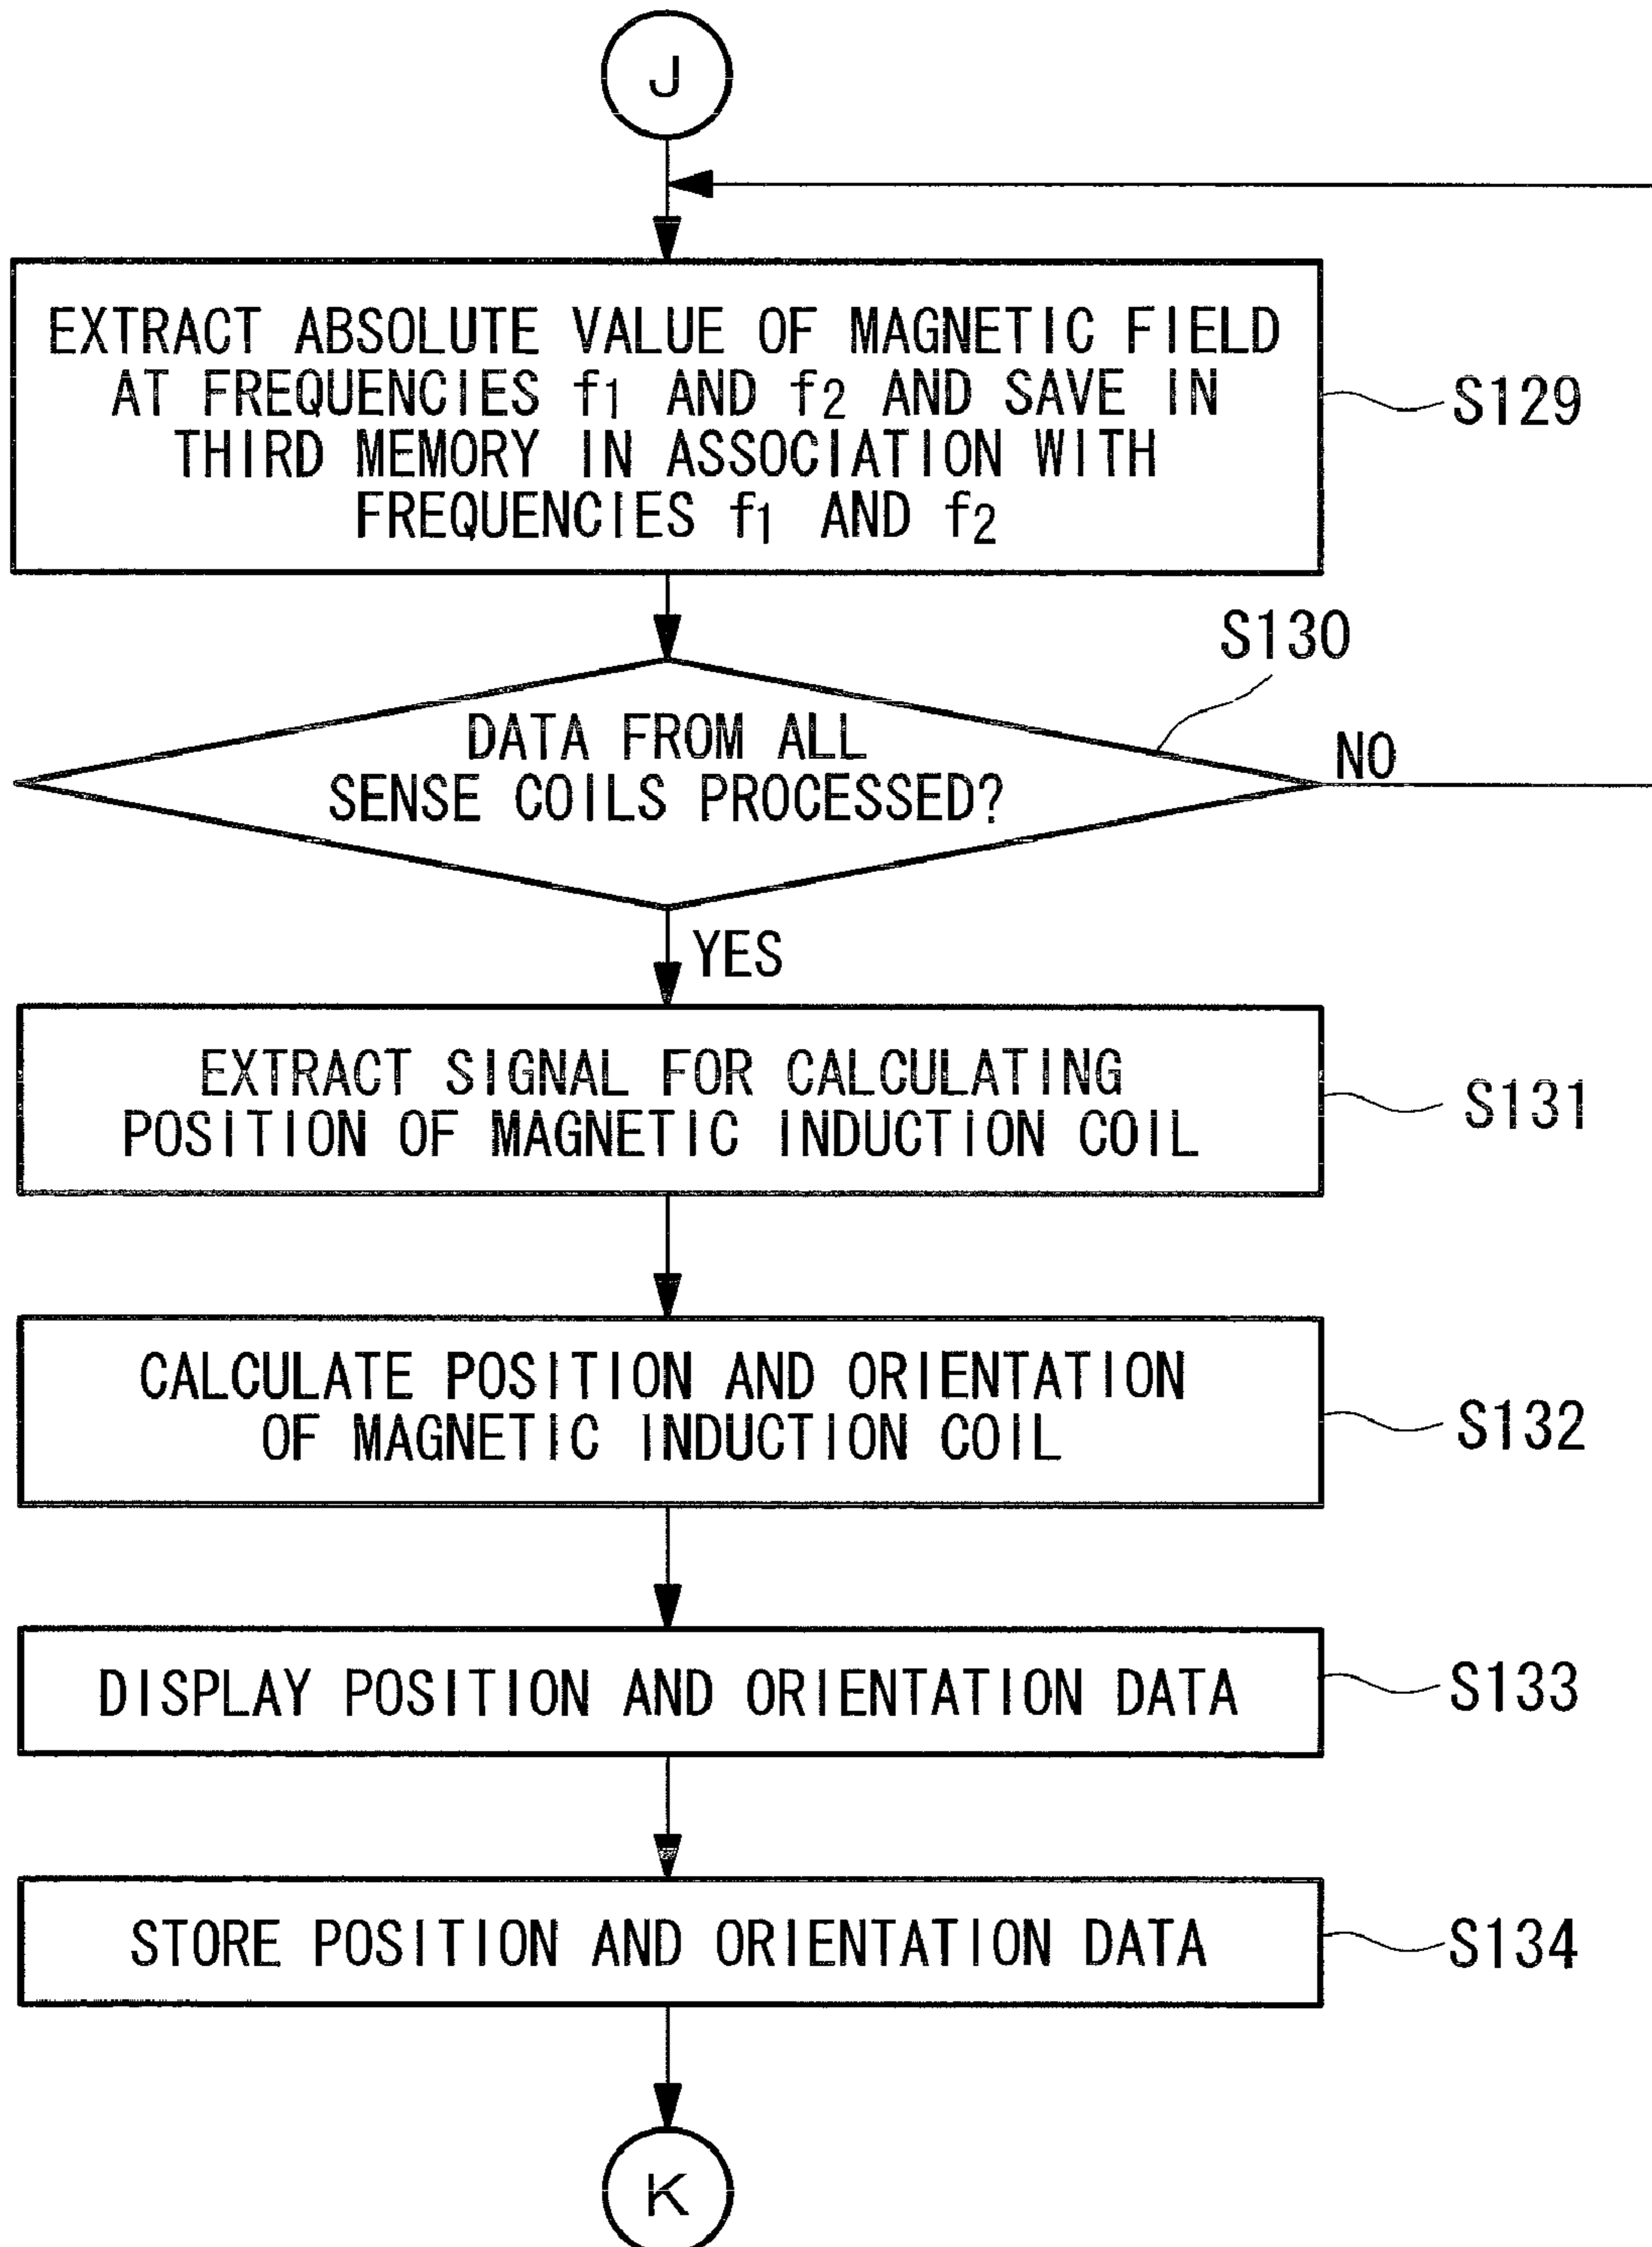 J
EXTRACT ABSOLUTE VALUE OF MAGNETIC FIELD
AT FREQUENCIES f1 AND f2 AND SAVE IN
THIRD MEMORY IN ASSOCIATION WITH
FREQUENCIES f1 AND f2
S129
S130
DATA FROM ALL
SENSE COILS PROCESSED?
NO
YES
EXTRACT SIGNAL FOR CALCULATING
POSITION OF MAGNETIC INDUCTION COIL
S131
CALCULATE POSITION AND ORIENTATION
OF MAGNETIC INDUCTION COIL
S132
DISPLAY POSITION AND ORIENTATION DATA
S133
STORE POSITION AND ORIENTATION DATA
S134
K